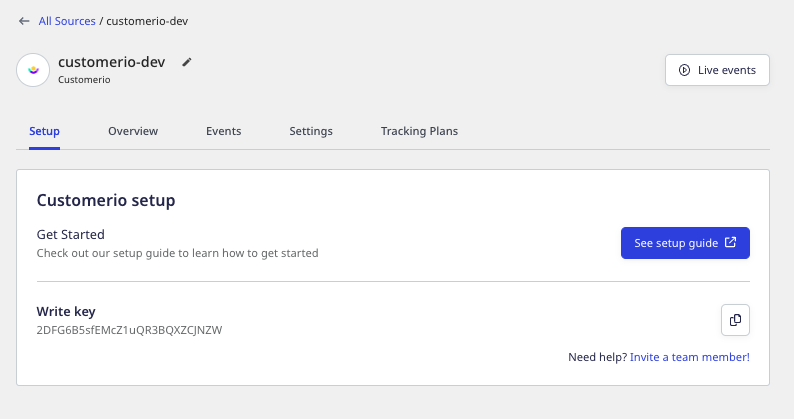 ← All Sources / customerio-dev
customerio-dev
Customerio
Live events
Setup Overview Events Settings Tracking Plans
Customerio setup
Get Started
Check out our setup guide to learn how to get started
See setup guide
Write key
2DFG6B5sfEMcZ1uQR3BQXZCJNZW
Need help? Invite a team member!